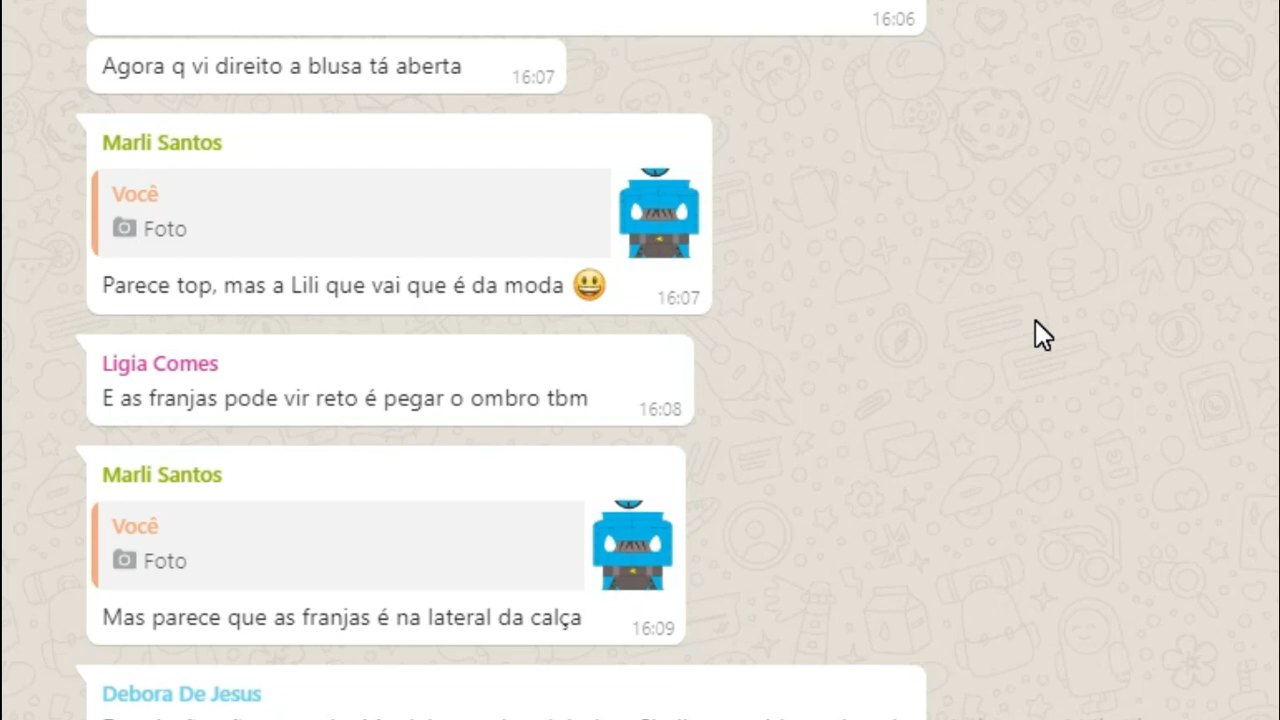 16:06
Agora q vi direito a blusa tá aberta
16:07
Marli Santos
Você
Foto
Parece top, mas a Lili que vai que é da moda 😃
16:07
Ligia Comes
E as franjas pode vir reto é pegar o ombro tbm
16:08
Marli Santos
Você
Foto
Mas parece que as franjas é na lateral da calça
16:09
Debora De Jesus